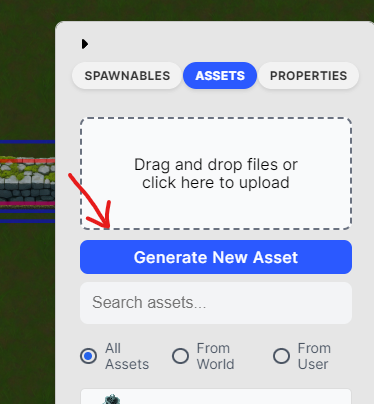 SPAWNABLES ASSETS PROPERTIES
Drag and drop files or
click here to upload
Generate New Asset
Search assets...
All From From
Assets World User